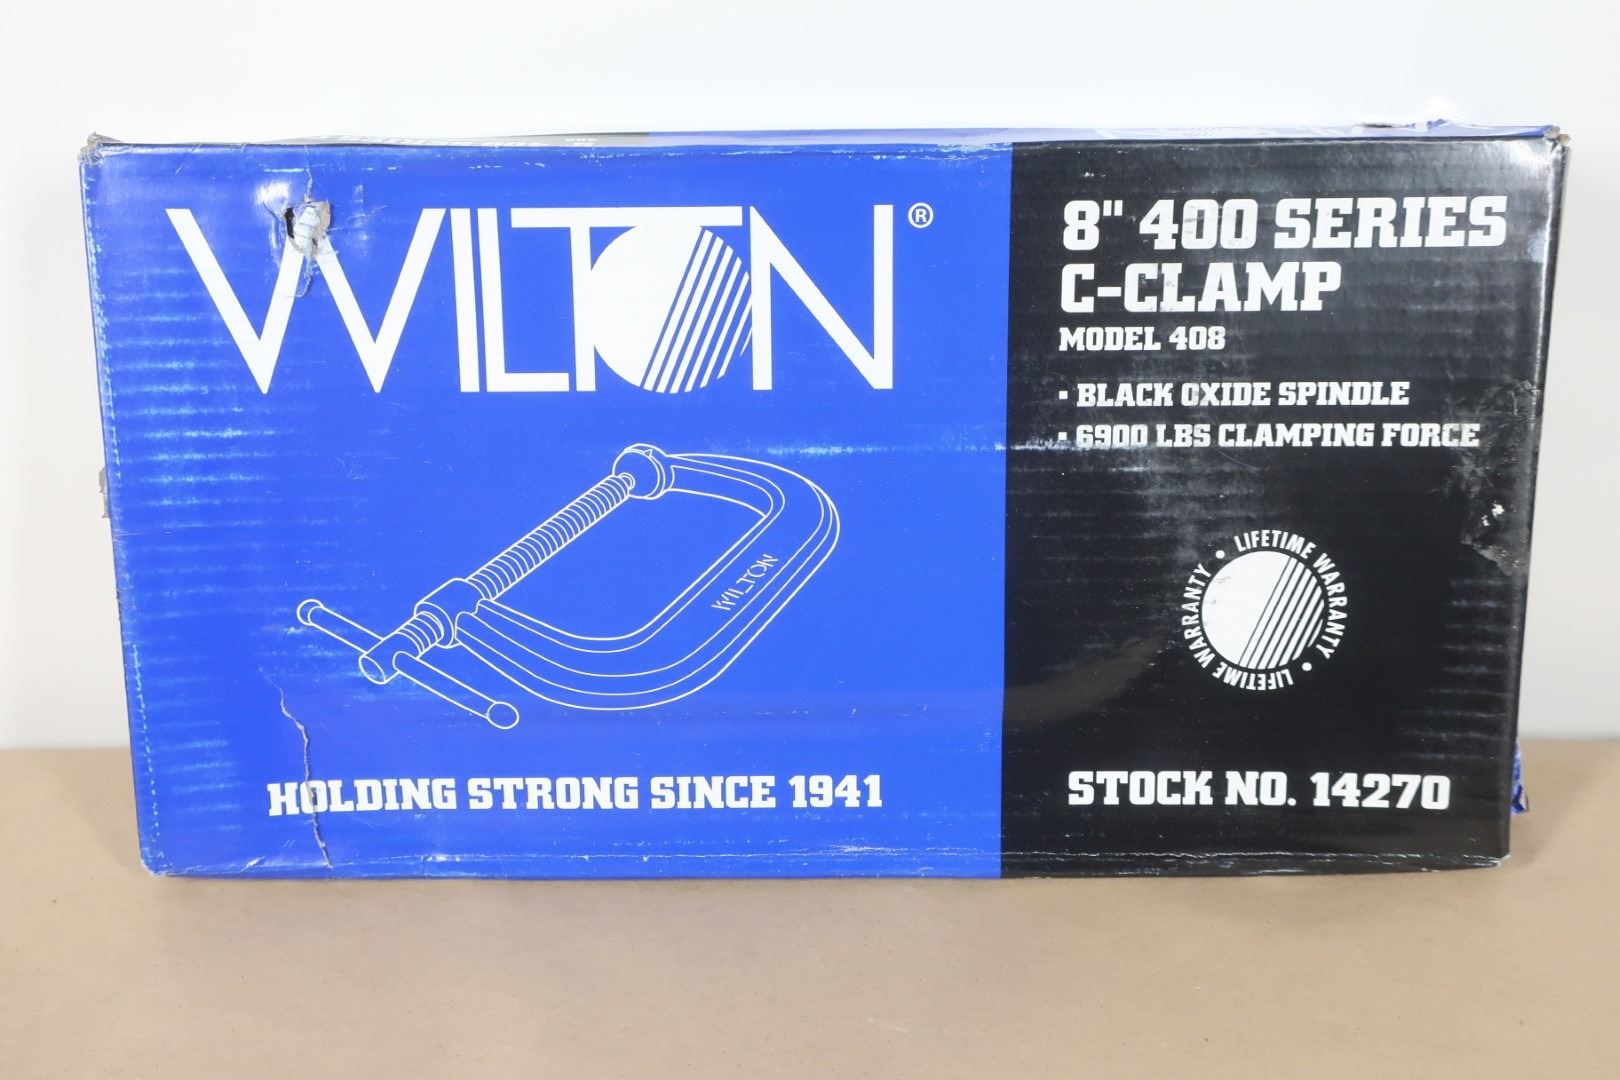 WILTON®
8" 400 SERIES
C-CLAMP
MODEL 408
▪ BLACK OXIDE SPINDLE
▪ 6900 LBS CLAMPING FORCE
WILTON
LIFETIME WARRANTY • LIFETIME WARRANTY •
HOLDING STRONG SINCE 1941
STOCK NO. 14270